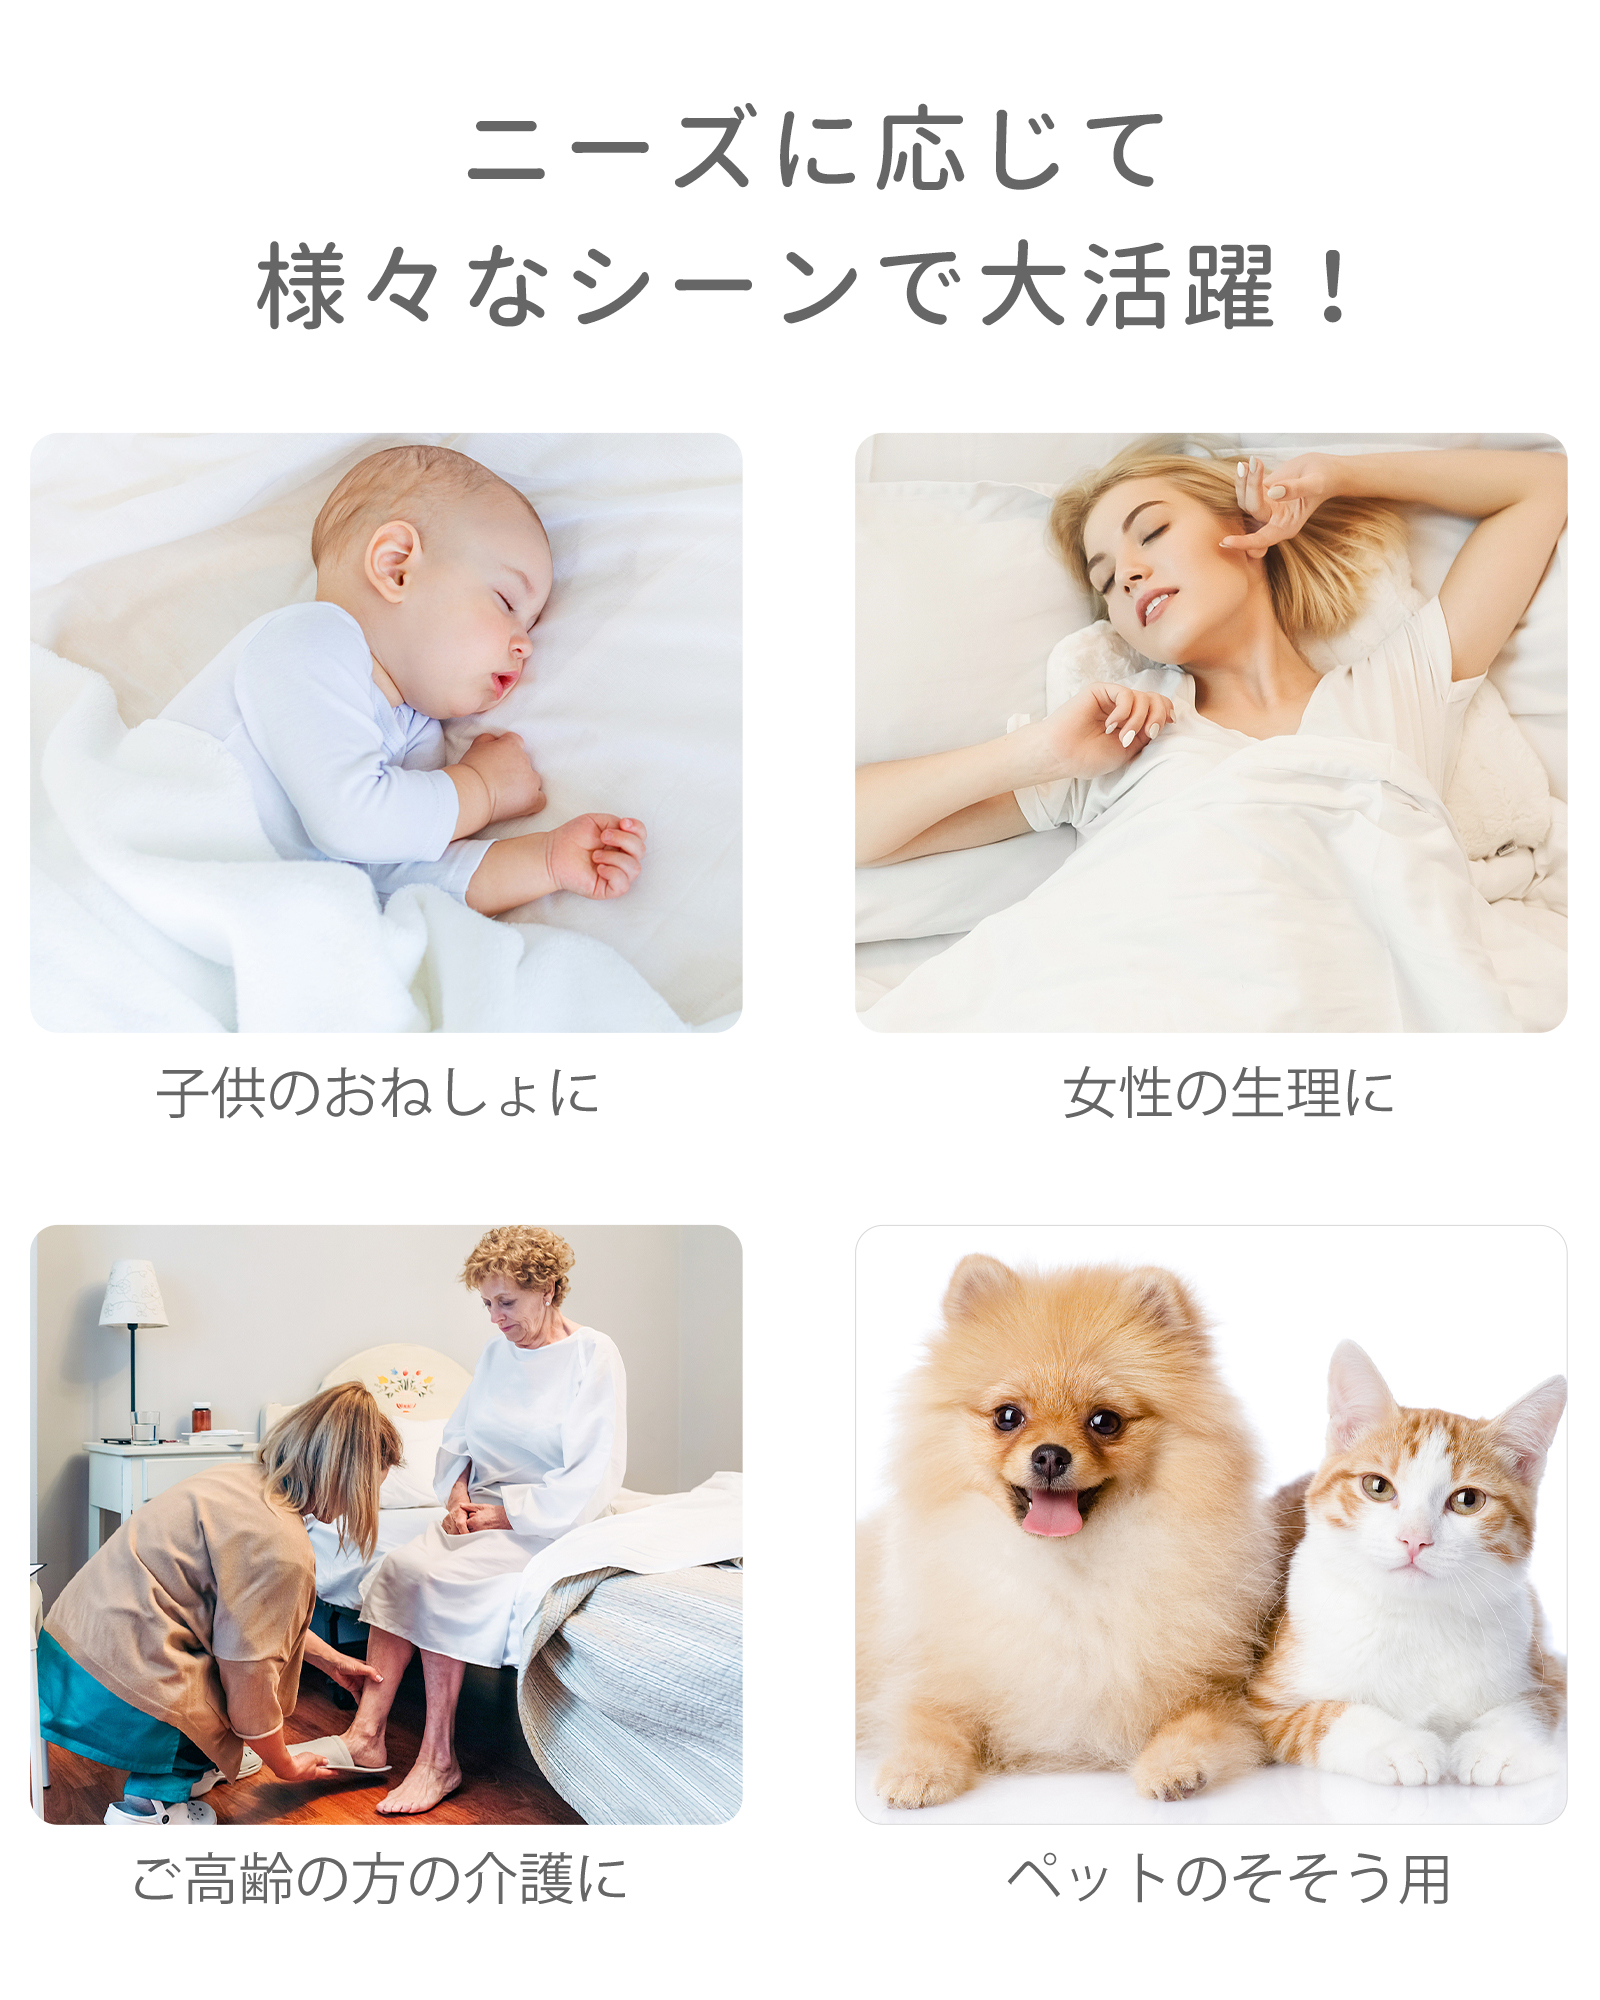 ニーズに応じて
様々なシーンで大活躍！
子供のおねしょに
女性の生理に
ご高齢の方の介護に
ペットのそそう用